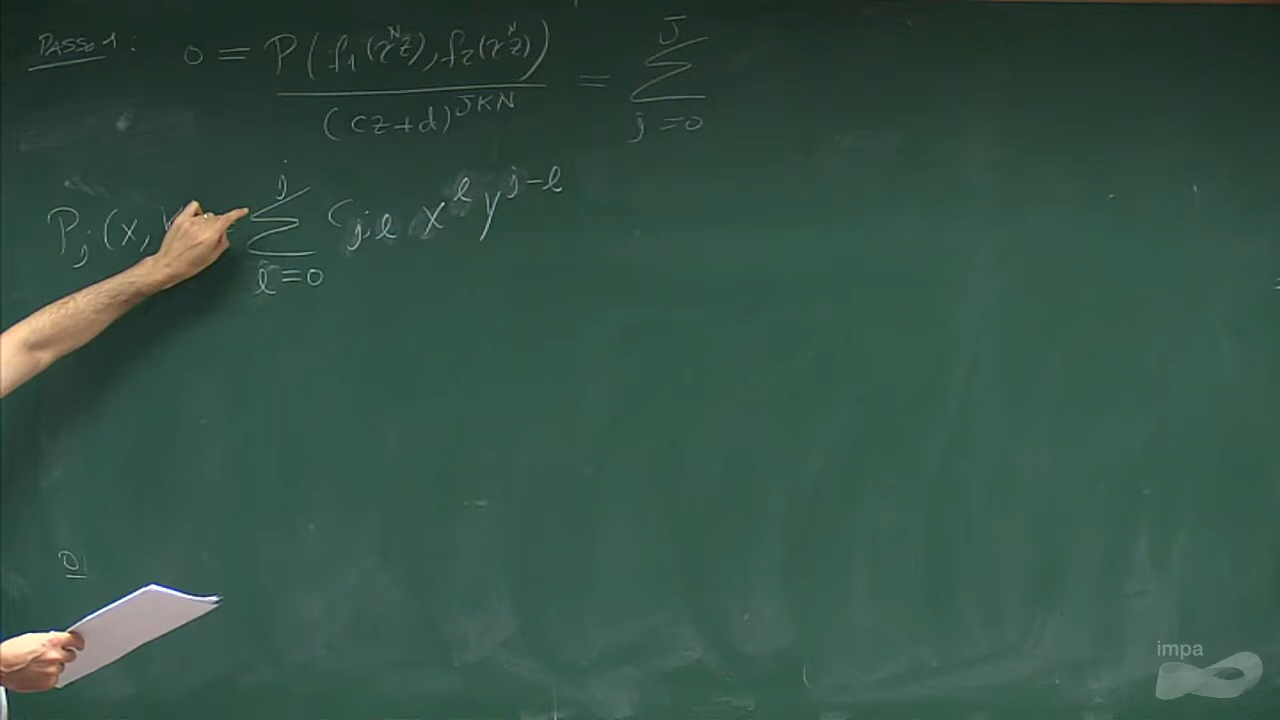 PASSO 1: 0 = P(f₁(γᴺz), f₂(γᴺz)) / (cz+d)^{JKN} = Σ_{j=0}^{J}
P_j(x, = Σ_{l=0}^{j} c_{jl} x^l y^{j-l}
D|
impa